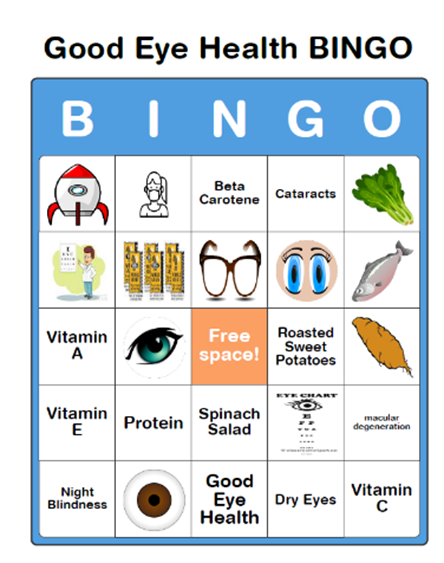 Good Eye Health BINGO
B I N G O
Beta
Carotene
Cataracts
Vitamin
A
Free
space!
Roasted
Sweet
Potatoes
Vitamin
E
Protein
Spinach
Salad
EYE CHART
E
F P
macular
degeneration
Night
Blindness
Good
Eye
Health
Dry Eyes
Vitamin
C